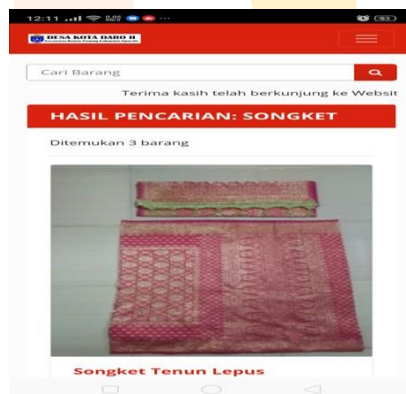 12:11
DESA KOTA DARO II
Cari Barang
Terima kasih telah berkunjung ke Websit
HASIL PENCARIAN: SONGKET
Ditemukan 3 barang
Songket Tenun Lepus